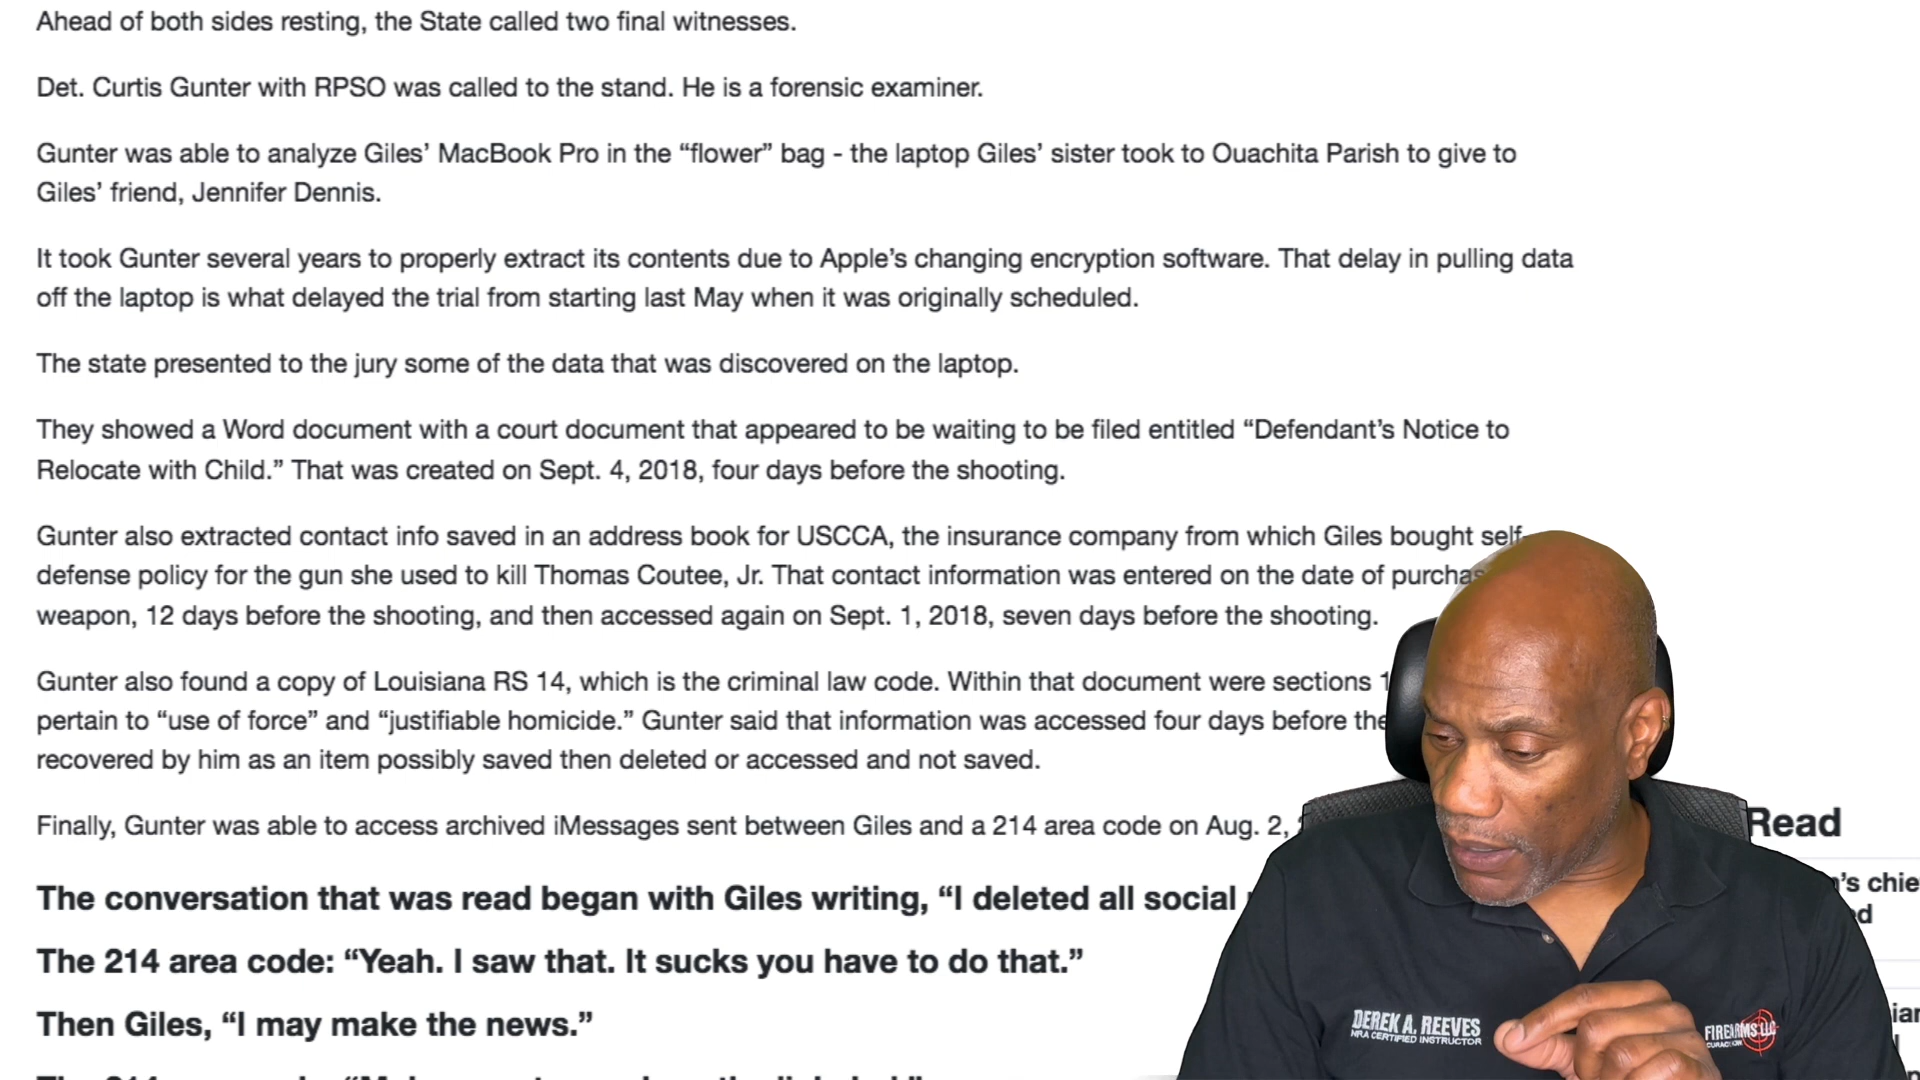 Ahead of both sides resting, the State called two final witnesses.
Det. Curtis Gunter with RPSO was called to the stand. He is a forensic examiner.
Gunter was able to analyze Giles’ MacBook Pro in the “flower” bag - the laptop Giles’ sister took to Ouachita Parish to give to
Giles’ friend, Jennifer Dennis.
It took Gunter several years to properly extract its contents due to Apple’s changing encryption software. That delay in pulling data
off the laptop is what delayed the trial from starting last May when it was originally scheduled.
The state presented to the jury some of the data that was discovered on the laptop.
They showed a Word document with a court document that appeared to be waiting to be filed entitled “Defendant’s Notice to
Relocate with Child.” That was created on Sept. 4, 2018, four days before the shooting.
Gunter also extracted contact info saved in an address book for USCCA, the insurance company from which Giles bought self-
defense policy for the gun she used to kill Thomas Coutee, Jr. That contact information was entered on the date of
weapon, 12 days before the shooting, and then accessed again on Sept. 1, 2018, seven days before the shooting.
Gunter also found a copy of Louisiana RS 14, which is the criminal law code. Within that document were sections
pertain to “use of force” and “justifiable homicide.” Gunter said that information was accessed four days before the
recovered by him as an item possibly saved then deleted or accessed and not saved.
Finally, Gunter was able to access archived iMessages sent between Giles and a 214 area code on Aug. 2,
The conversation that was read began with Giles writing, “I deleted all social
The 214 area code: “Yeah. I saw that. It sucks you have to do that.”
Then Giles, “I may make the news.”
Read
’s chie
DEREK A. REEVES
NRA CERTIFIED INSTRUCTOR
FIREARMS LLC